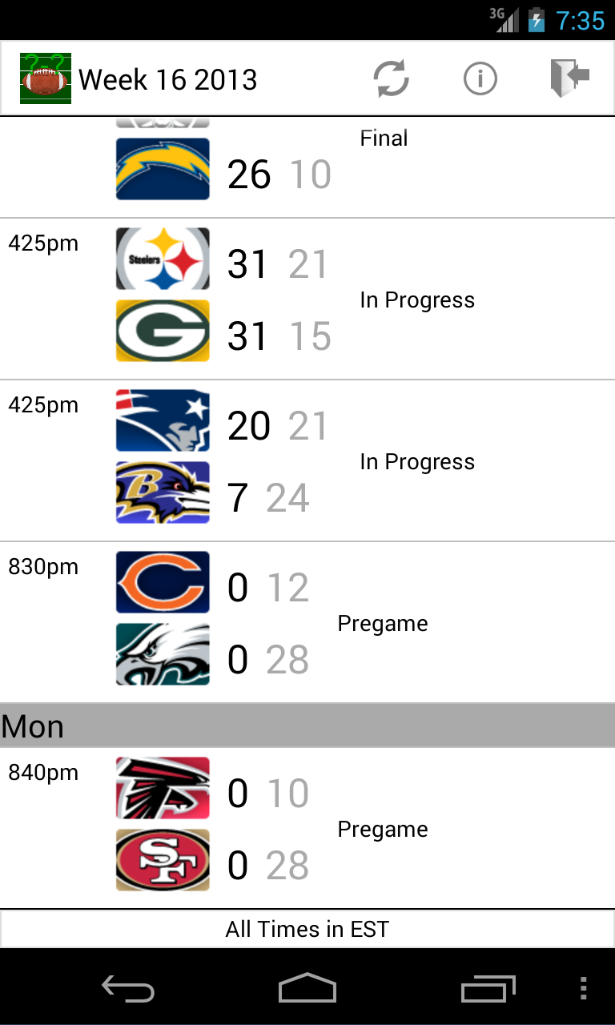 3G 7:35
?-?
Week 16 2013
Final
26 10
425pm
Steelers 31 21
In Progress
G 31 15
425pm
20 21
In Progress
B 7 24
830pm
C 0 12
Pregame
0 28
Mon
840pm
0 10
Pregame
SF 0 28
All Times in EST